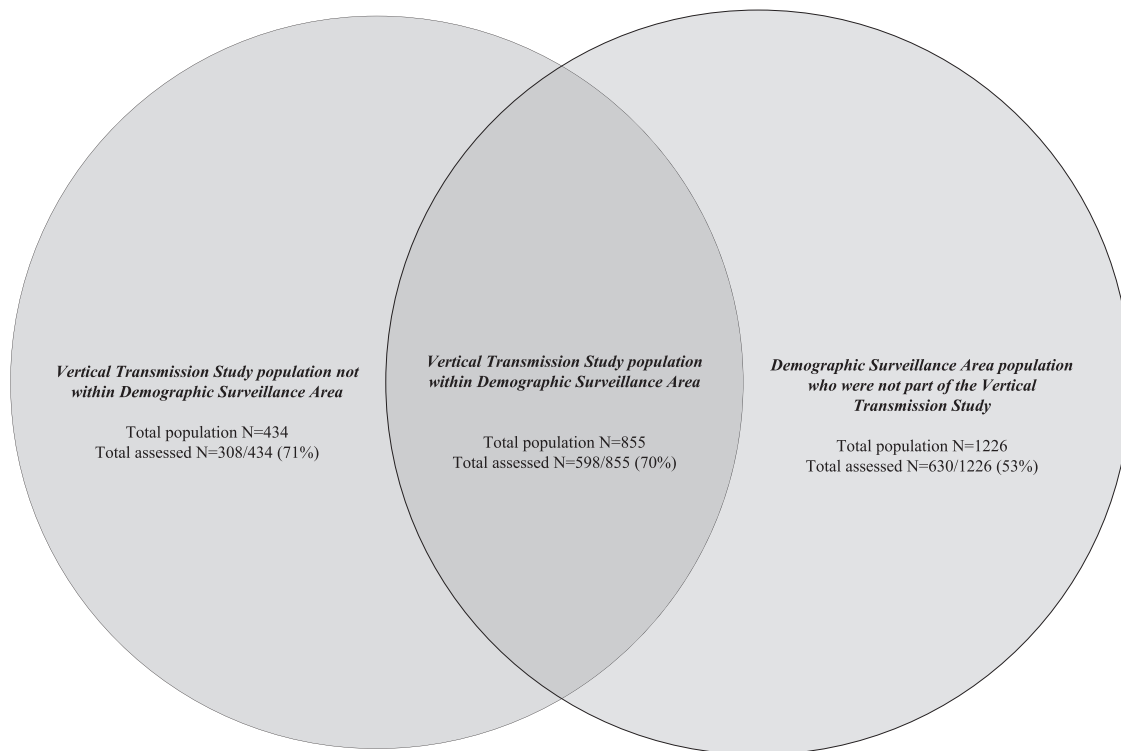 Vertical Transmission Study population not
within Demographic Surveillance Area
Total population N=434
Total assessed N=308/434 (71%)
Vertical Transmission Study population
within Demographic Surveillance Area
Total population N=855
Total assessed N=598/855 (70%)
Demographic Surveillance Area population
who were not part of the Vertical
Transmission Study
Total population N=1226
Total assessed N=630/1226 (53%)